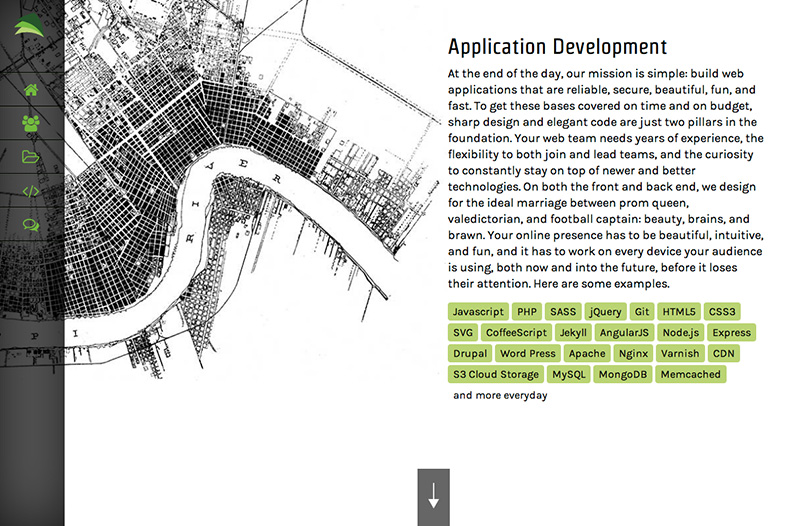 Application Development
At the end of the day, our mission is simple: build web
applications that are reliable, secure, beautiful, fun, and
fast. To get these bases covered on time and on budget,
sharp design and elegant code are just two pillars in the
foundation. Your web team needs years of experience, the
flexibility to both join and lead teams, and the curiosity
to constantly stay on top of newer and better
technologies. On both the front and back end, we design
for the ideal marriage between prom queen,
valedictorian, and football captain: beauty, brains, and
brawn. Your online presence has to be beautiful, intuitive,
and fun, and it has to work on every device your audience
is using, both now and into the future, before it loses
their attention. Here are some examples.
Javascript PHP SASS jQuery Git HTML5 CSS3
SVG CoffeeScript Jekyll AngularJS Node.js Express
Drupal Word Press Apache Nginx Varnish CDN
S3 Cloud Storage MySQL MongoDB Memcached
and more everyday
RIVER
P I